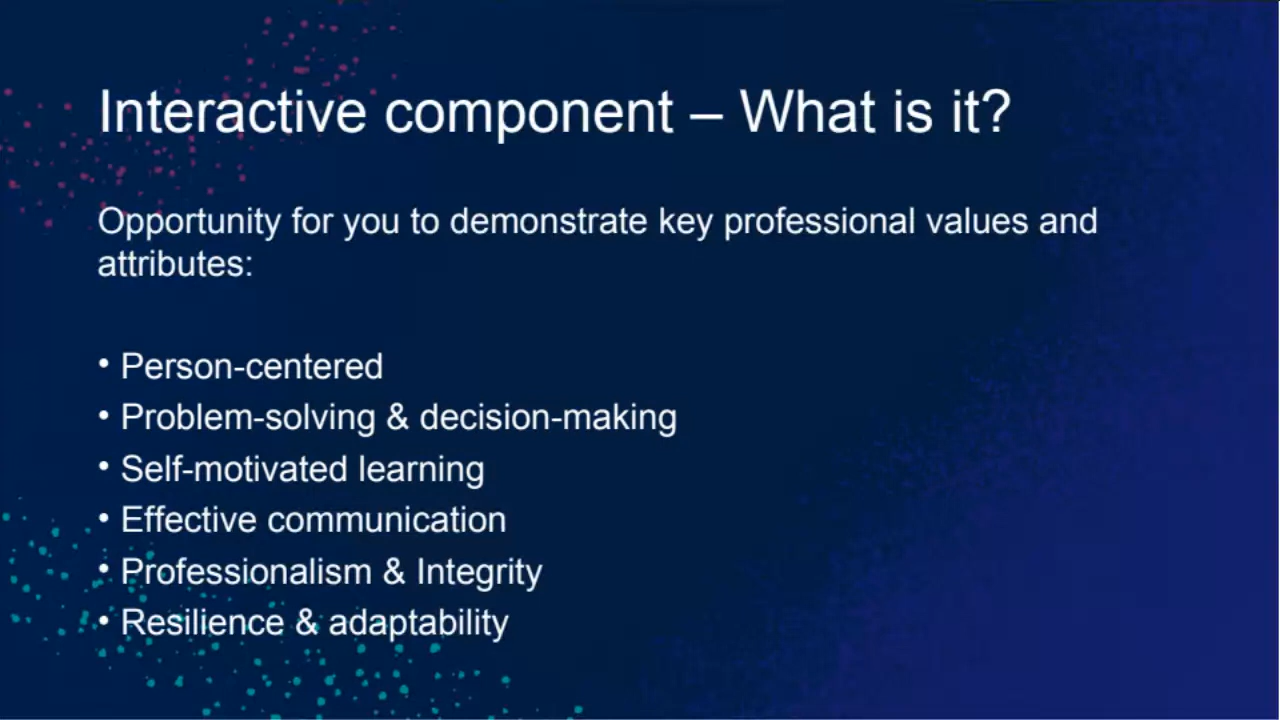 Interactive component – What is it?
Opportunity for you to demonstrate key professional values and
attributes:
• Person-centered
• Problem-solving & decision-making
• Self-motivated learning
• Effective communication
• Professionalism & Integrity
• Resilience & adaptability